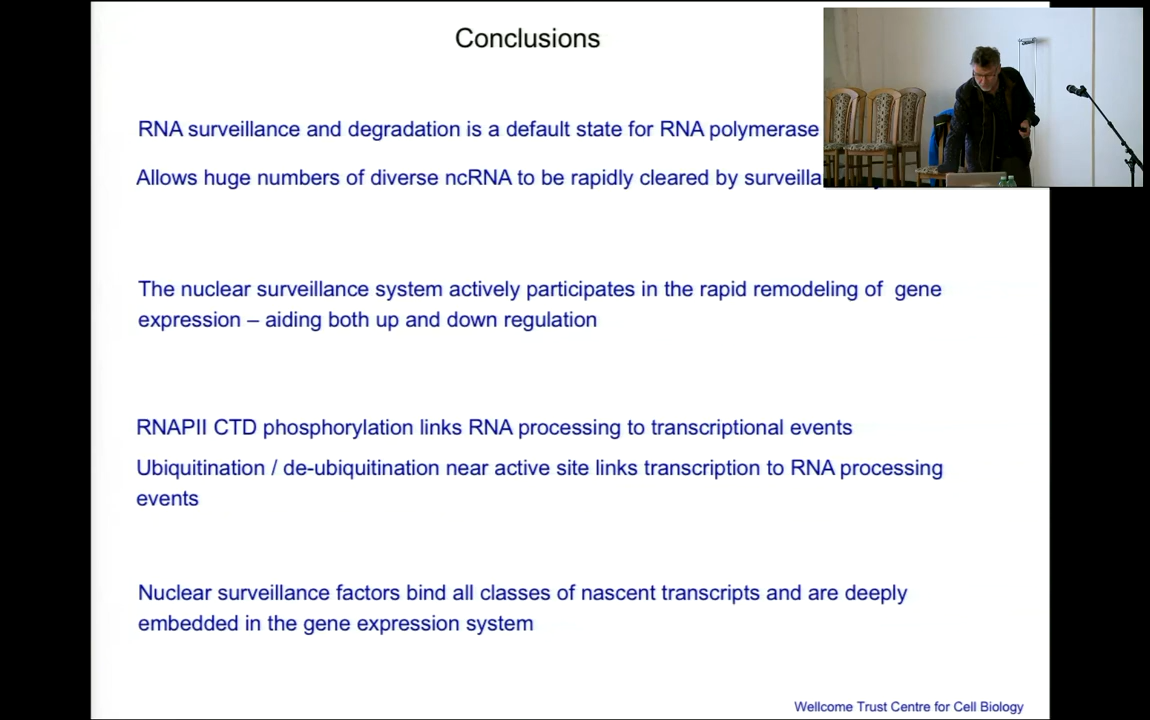 Conclusions
RNA surveillance and degradation is a default state for RNA polymerase
Allows huge numbers of diverse ncRNA to be rapidly cleared by
The nuclear surveillance system actively participates in the rapid remodeling of gene
expression – aiding both up and down regulation
RNAPII CTD phosphorylation links RNA processing to transcriptional events
Ubiquitination / de-ubiquitination near active site links transcription to RNA processing
events
Nuclear surveillance factors bind all classes of nascent transcripts and are deeply
embedded in the gene expression system
Wellcome Trust Centre for Cell Biology